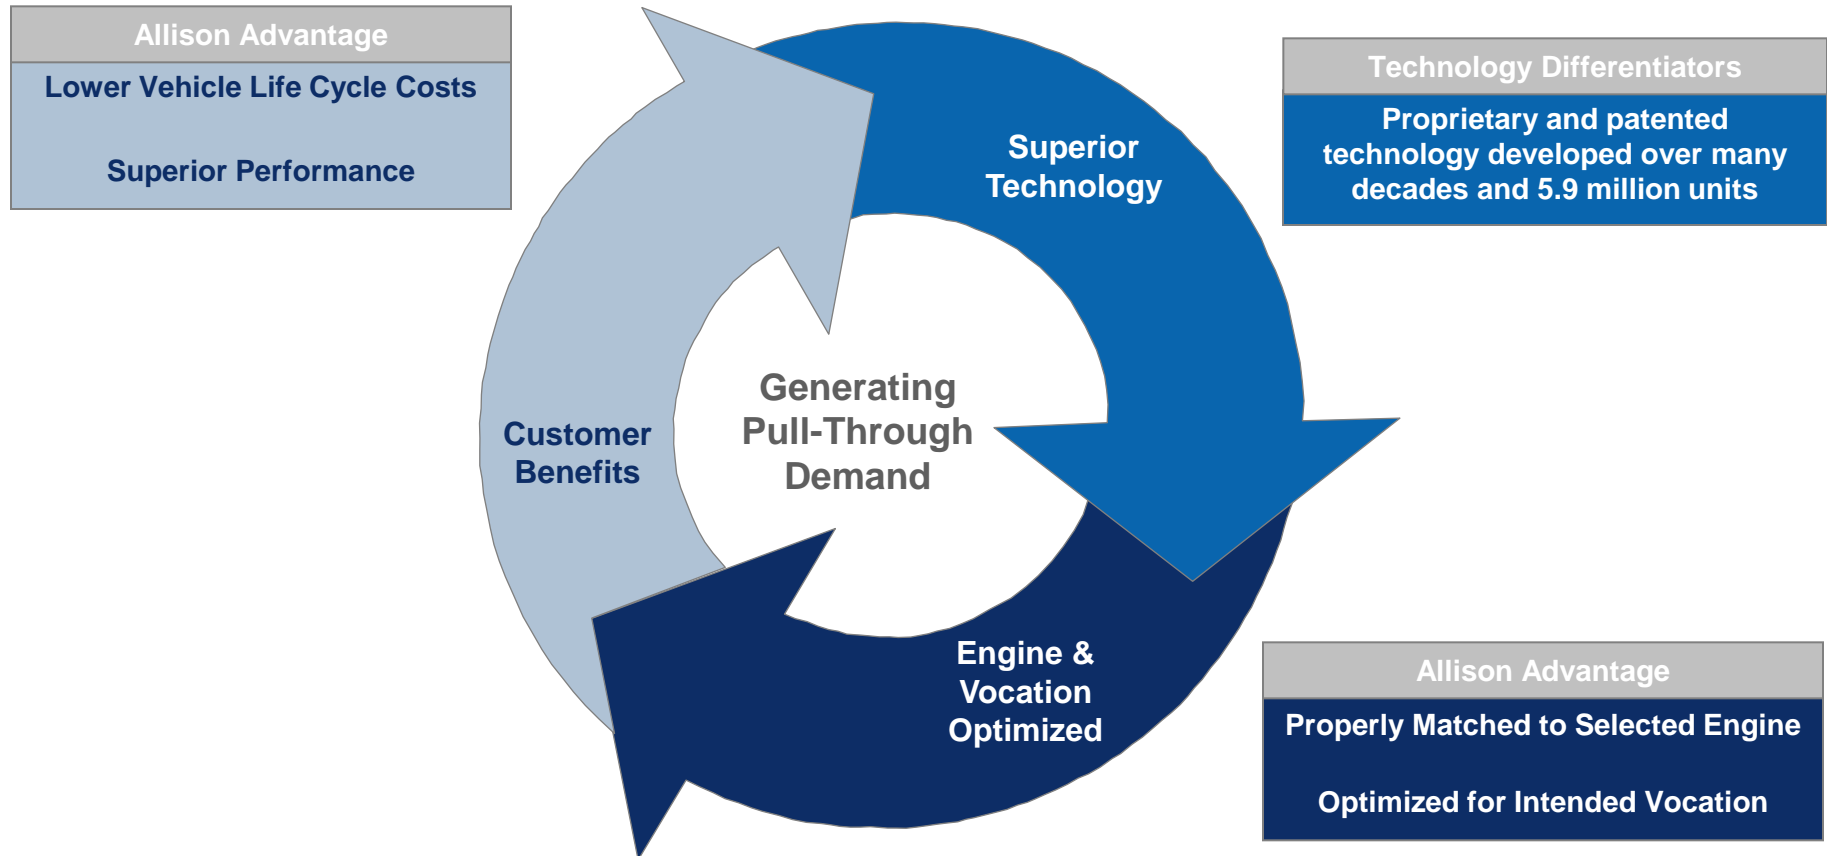 Allison Advantage
Lower Vehicle Life Cycle Costs
Superior Performance
Technology Differentiators
Proprietary and patented
technology developed over many
decades and 5.9 million units
Superior
Technology
Generating
Pull-Through
Demand
Customer
Benefits
Engine &
Vocation
Optimized
Allison Advantage
Properly Matched to Selected Engine
Optimized for Intended Vocation